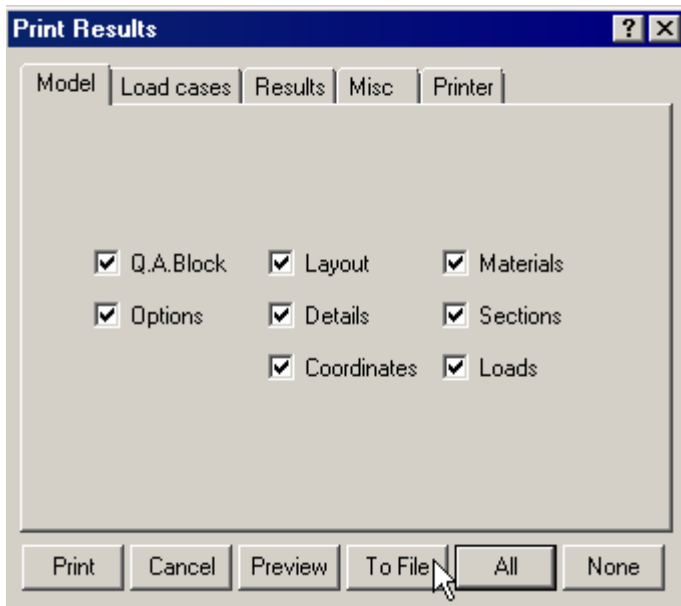 Print Results ? ×
Model Load cases Results Misc Printer
Q.A.Block Layout Materials
Options Details Sections
Coordinates Loads
Print Cancel Preview To File All None